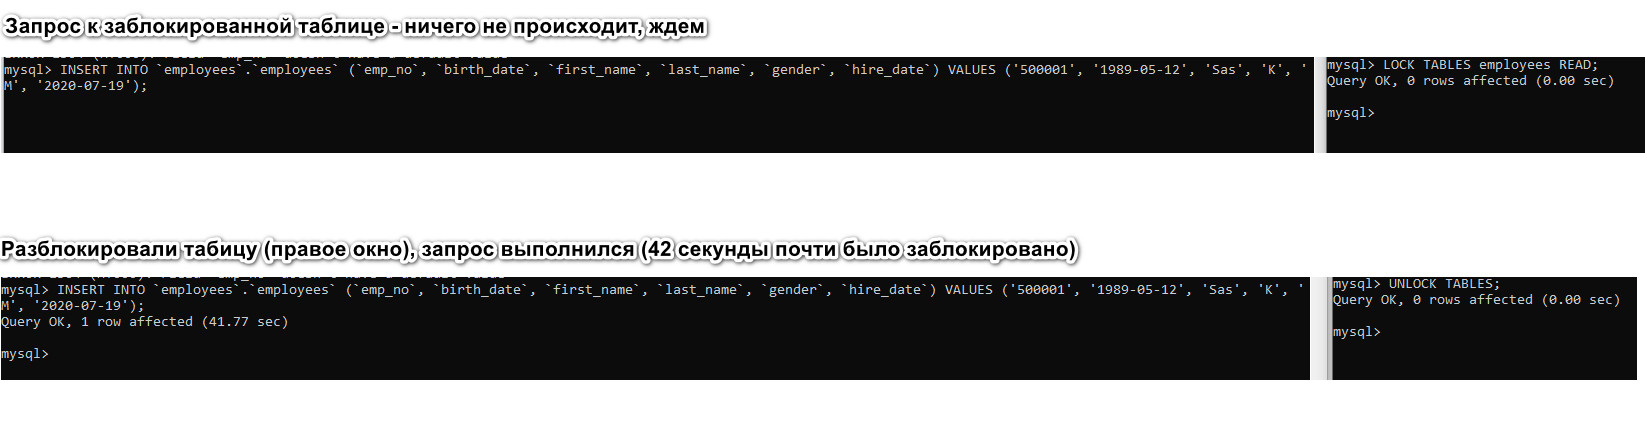 Запрос к заблокированной таблице - ничего не происходит, ждем
mysql> INSERT INTO `employees`.`employees` (`emp_no`, `birth_date`, `first_name`, `last_name`, `gender`, `hire_date`) VALUES ('500001', '1989-05-12', 'Sas', 'K', '
M', '2020-07-19');
mysql> LOCK TABLES employees READ;
Query OK, 0 rows affected (0.00 sec)
mysql>
Разблокировали табицу (правое окно), запрос выполнился (42 секунды почти было заблокировано)
mysql> INSERT INTO `employees`.`employees` (`emp_no`, `birth_date`, `first_name`, `last_name`, `gender`, `hire_date`) VALUES ('500001', '1989-05-12', 'Sas', 'K', '
M', '2020-07-19');
Query OK, 1 row affected (41.77 sec)
mysql>
mysql> UNLOCK TABLES;
Query OK, 0 rows affected (0.00 sec)
mysql>